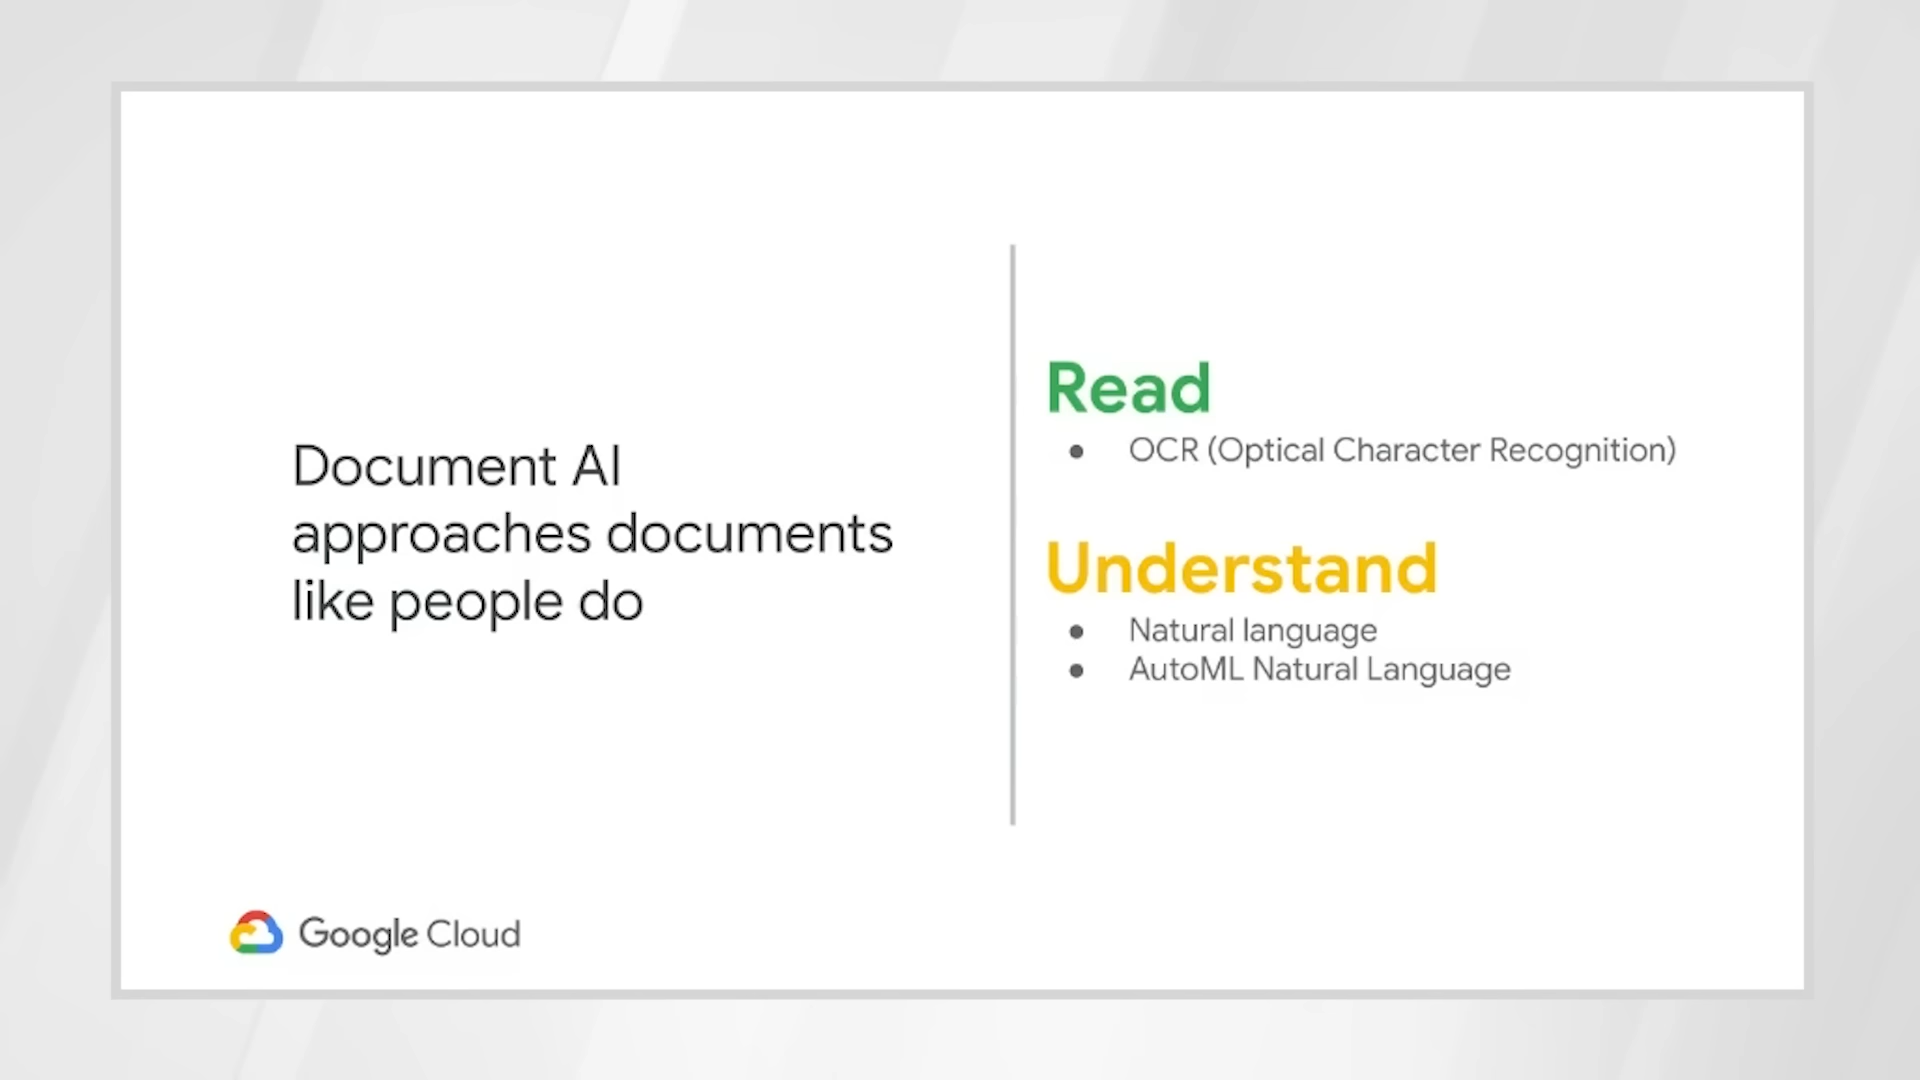 Document AI
approaches documents
like people do
Read
● OCR (Optical Character Recognition)
Understand
● Natural language
● AutoML Natural Language
Google Cloud